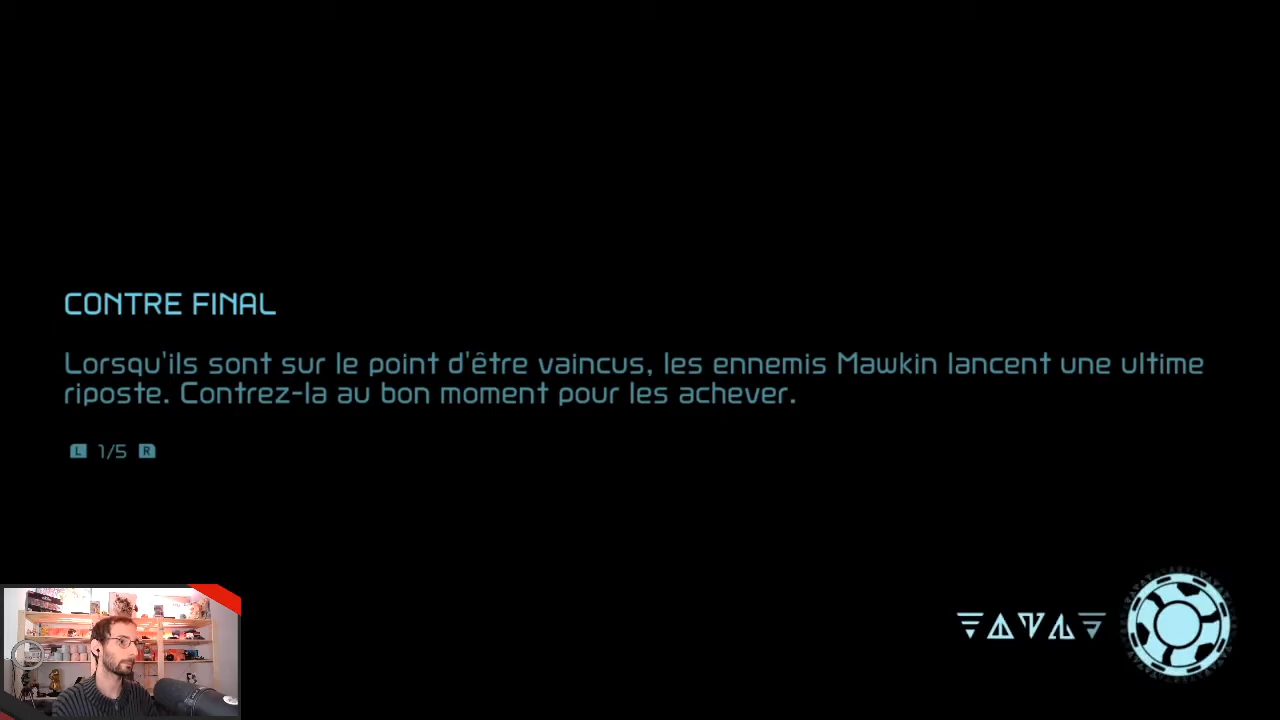 CONTRE FINAL
Lorsqu'ils sont sur le point d'être vaincus, les ennemis Mawkin lancent une ultime
riposte. Contrez-la au bon moment pour les achever.
L 1/5 R